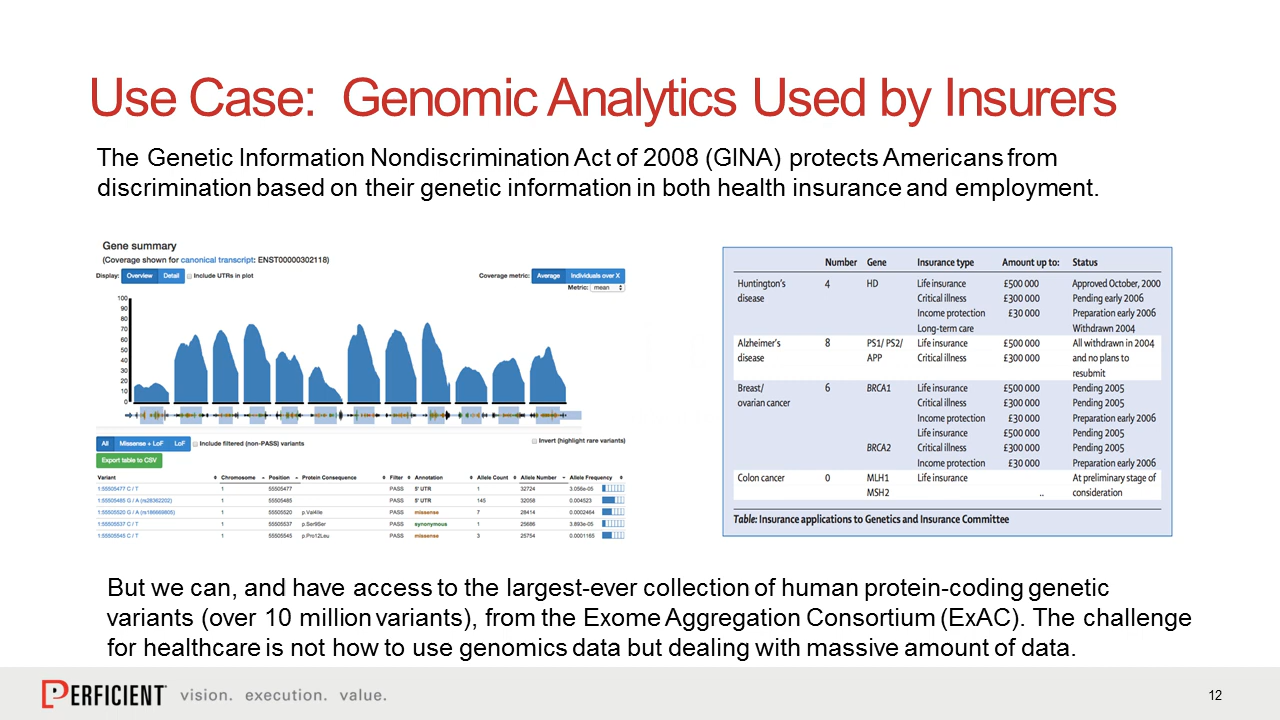 Use Case: Genomic Analytics Used by Insurers
The Genetic Information Nondiscrimination Act of 2008 (GINA) protects Americans from
discrimination based on their genetic information in both health insurance and employment.
Gene summary
(Coverage shown for canonical transcript: ENST00000302118)
Display: Overview Detail Include UTRs in plot Coverage metric: Average Individuals over X
Metric: mean
100
90
80
70
60
50
40
30
20
10
0
All Missense + LoF LoF Include filtered (non-PASS) variants Invert (highlight rare variants)
Export table to CSV
Variant Chromosome Position Protein Consequence Filter Annotation Allele Count Allele Number Allele Frequency
1:55505477 C / T 1 55505477 PASS 5' UTR 1 32724 3.056e-05
1:55505485 G / A (rs28362202) 1 55505485 PASS 5' UTR 145 32058 0.004523
1:55505520 G / A (rs186669805) 1 55505520 p.Val4Ile PASS missense 7 28414 0.0002464
1:55505537 C / T 1 55505537 p.Ser9Ser PASS synonymous 1 25686 3.893e-05
1:55505545 C / T 1 55505545 p.Pro12Leu PASS missense 3 25754 0.0001165
Number Gene Insurance type Amount up to: Status
Huntington's 4 HD Life insurance £500 000 Approved October, 2000
disease Critical illness £300 000 Pending early 2006
Income protection £30 000 Preparation early 2006
Long-term care Withdrawn 2004
Alzheimer's 8 PS1/ PS2/ Life insurance £500 000 All withdrawn in 2004
disease APP Critical illness £300 000 and no plans to
resubmit
Breast/ 6 BRCA1 Life insurance £500 000 Pending 2005
ovarian cancer Critical illness £300 000 Pending 2005
Income protection £30 000 Preparation early 2006
Life insurance £500 000 Pending 2005
BRCA2 Critical illness £300 000 Pending 2005
Income protection £30 000 Preparation early 2006
Colon cancer 0 MLH1 Life insurance At preliminary stage of
MSH2 consideration
Table: Insurance applications to Genetics and Insurance Committee
But we can, and have access to the largest-ever collection of human protein-coding genetic
variants (over 10 million variants), from the Exome Aggregation Consortium (ExAC). The challenge
for healthcare is not how to use genomics data but dealing with massive amount of data.
PERFICIENT vision. execution. value. 12